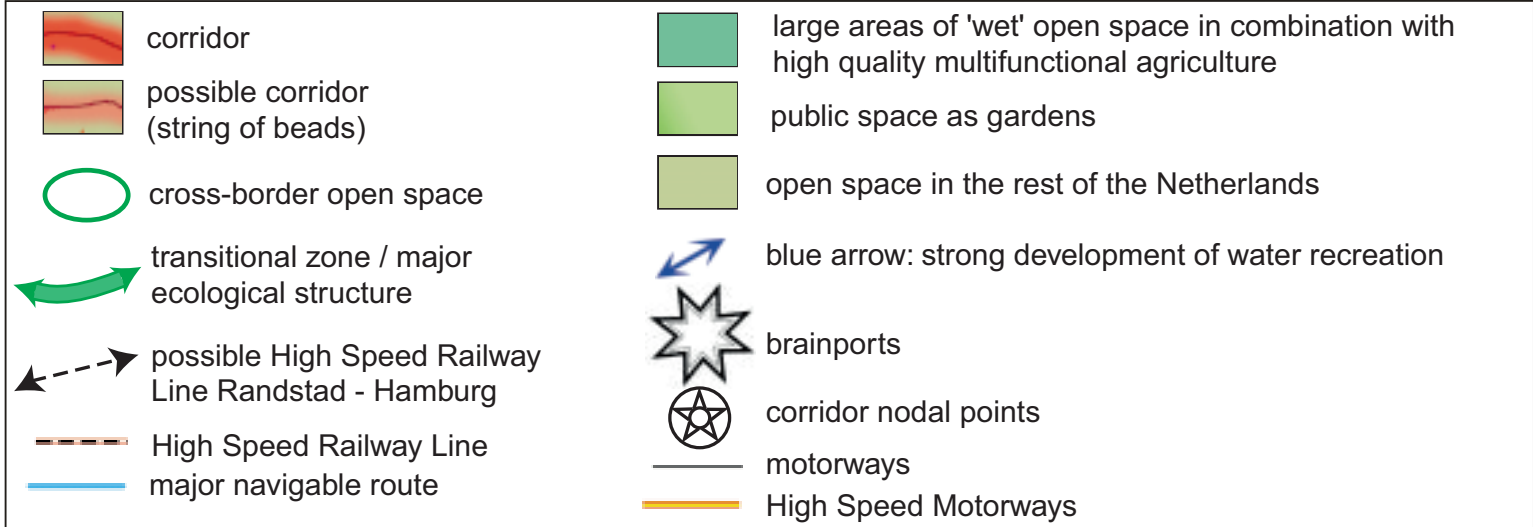 corridor
possible corridor
(string of beads)
cross-border open space
transitional zone / major
ecological structure
possible High Speed Railway
Line Randstad - Hamburg
High Speed Railway Line
major navigable route
large areas of 'wet' open space in combination with
high quality multifunctional agriculture
public space as gardens
open space in the rest of the Netherlands
blue arrow: strong development of water recreation
brainports
corridor nodal points
motorways
High Speed Motorways